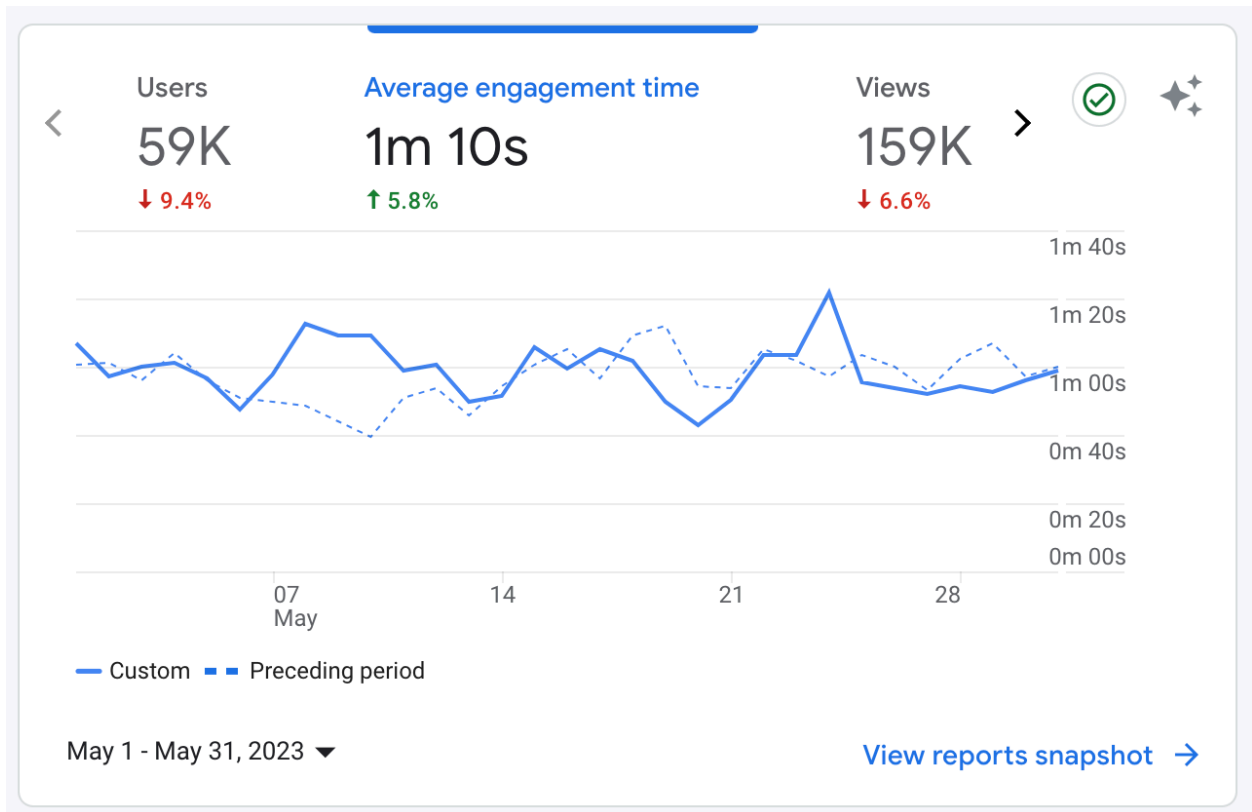 Users
Average engagement time
Views
59K
1m 10s
159K
9.4%
5.8%
6.6%
1m 40s
1m 20s
1m 00s
0m 40s
0m 20s
0m 00s
07
14
21
28
May
Custom
Preceding period
May 1 - May 31, 2023
View reports snapshot